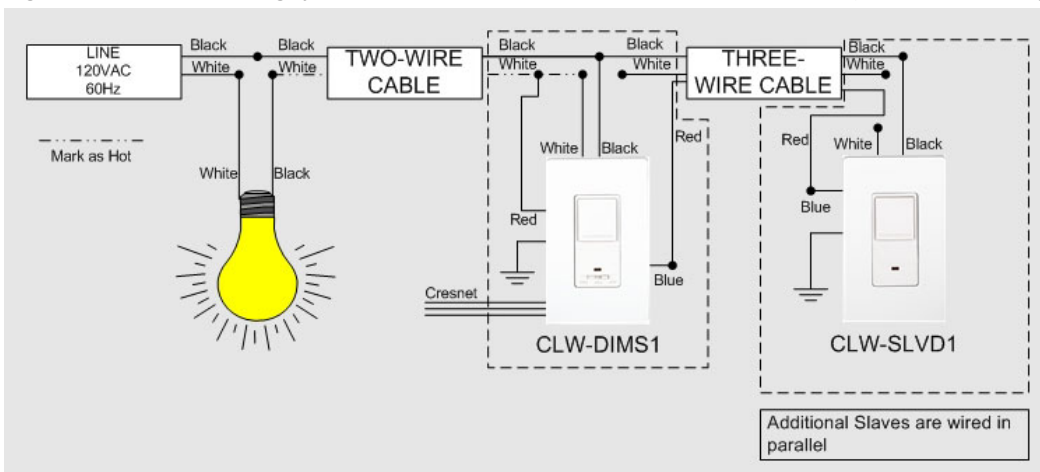 LINE
120VAC
60Hz
Black
White
Black
White
TWO-WIRE
CABLE
Black
White
Black
White
THREE-
WIRE CABLE
Black
White
Mark as Hot
White
Black
Red
White
Black
Red
Blue
Cresnet
CLW-DIMS1
Red
White
Black
Blue
CLW-SLVD1
Additional Slaves are wired in
parallel